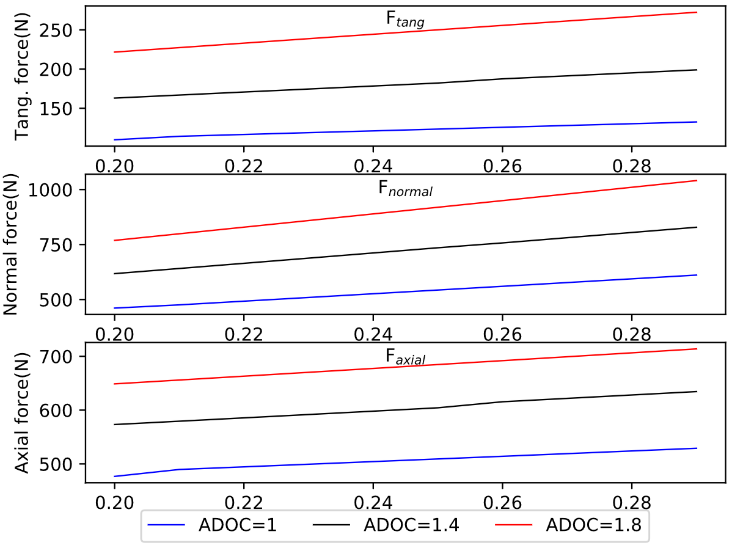 F_tang
Tang. force(N)
250
200
150
0.20 0.22 0.24 0.26 0.28
F_normal
Normal force(N)
1000
750
500
0.20 0.22 0.24 0.26 0.28
F_axial
Axial force(N)
700
600
500
0.20 0.22 0.24 0.26 0.28
ADOC=1 ADOC=1.4 ADOC=1.8